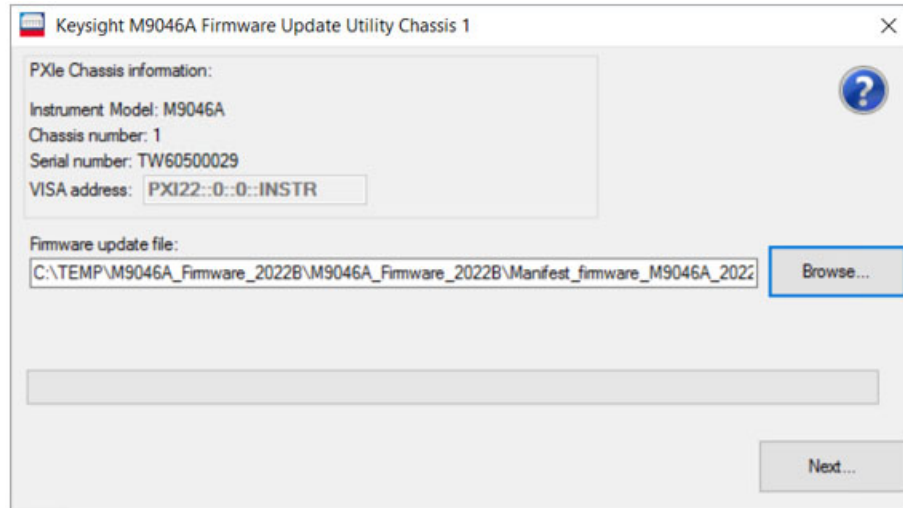 Keysight M9046A Firmware Update Utility Chassis 1
PXIe Chassis information:
?
Instrument Model: M9046A
Chassis number: 1
Serial number: TW60500029
VISA address: PXI22::0::0::INSTR
Firmware update file:
C:\TEMP\M9046A_Firmware_2022B\M9046A_Firmware_2022B\Manifest_firmware_M9046A_2022
Browse...
Next...